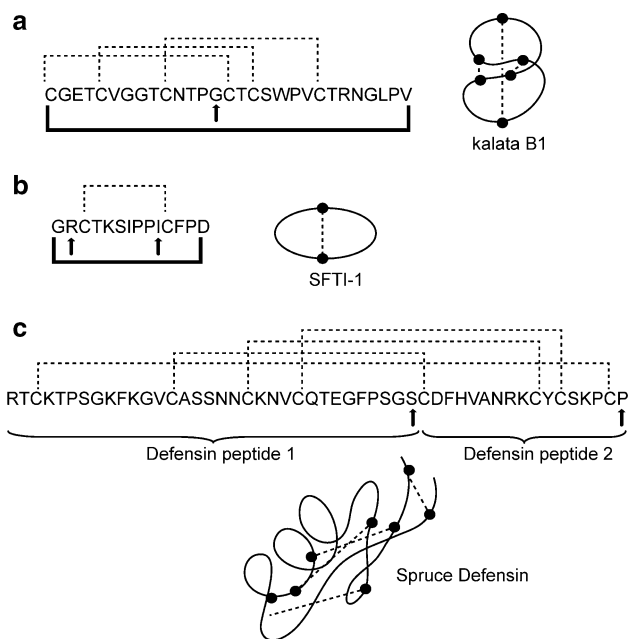 a
CGETCVGGTCNTPGCTCSWPVCTRNGLPV
kalata B1
b
GRCTKSIPPICFPD
SFTI-1
c
RTCKTPSGKFKGVCASSNNCKNVCQTEGFPSGSCDFHVANRKCYCSKPCP
Defensin peptide 1
Defensin peptide 2
Spruce Defensin